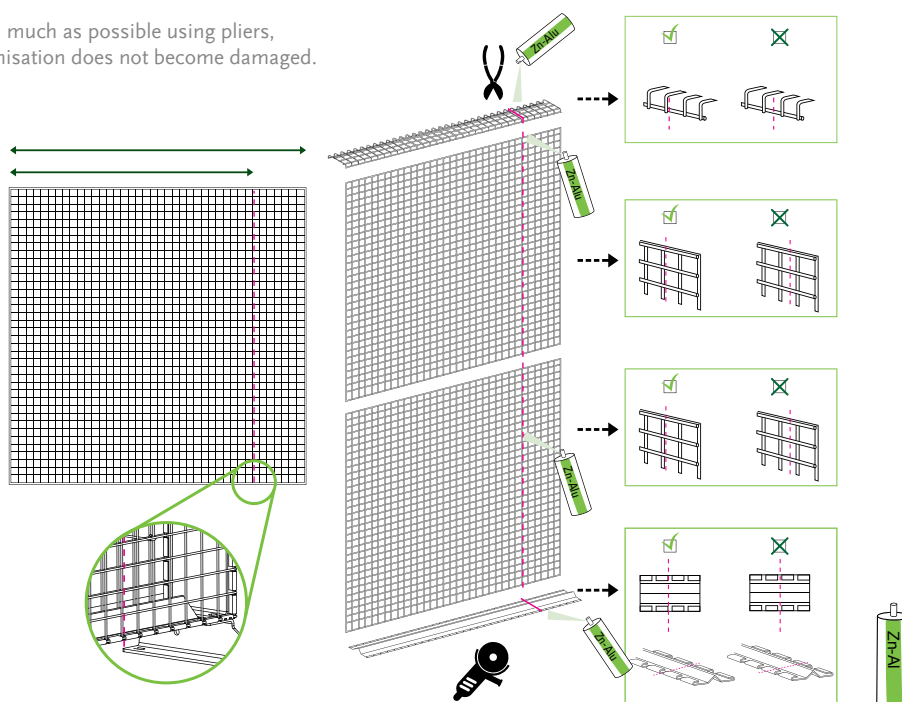 much as possible using pliers,
nisation does not become damaged.
Zn-Alu
Zn-Alu
Zn-Alu
Zn-Alu
Zn-Al